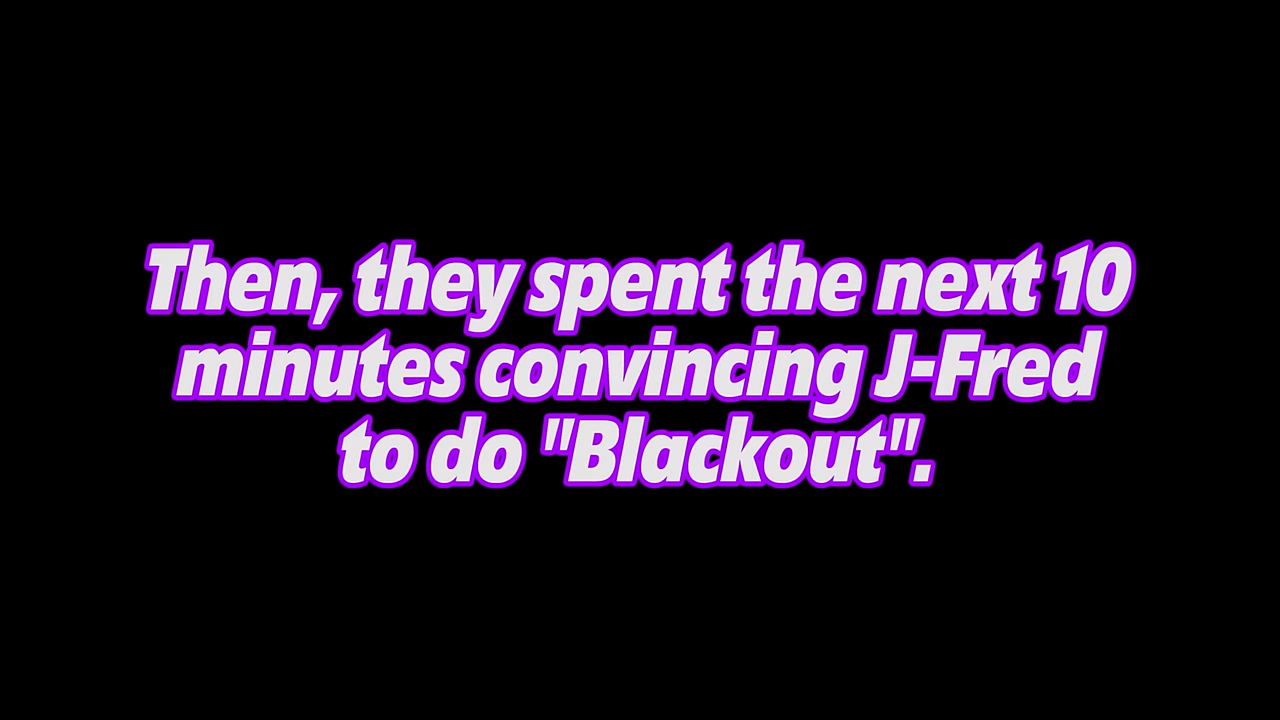 Then, they spent the next 10
minutes convincing J-Fred
to do "Blackout".